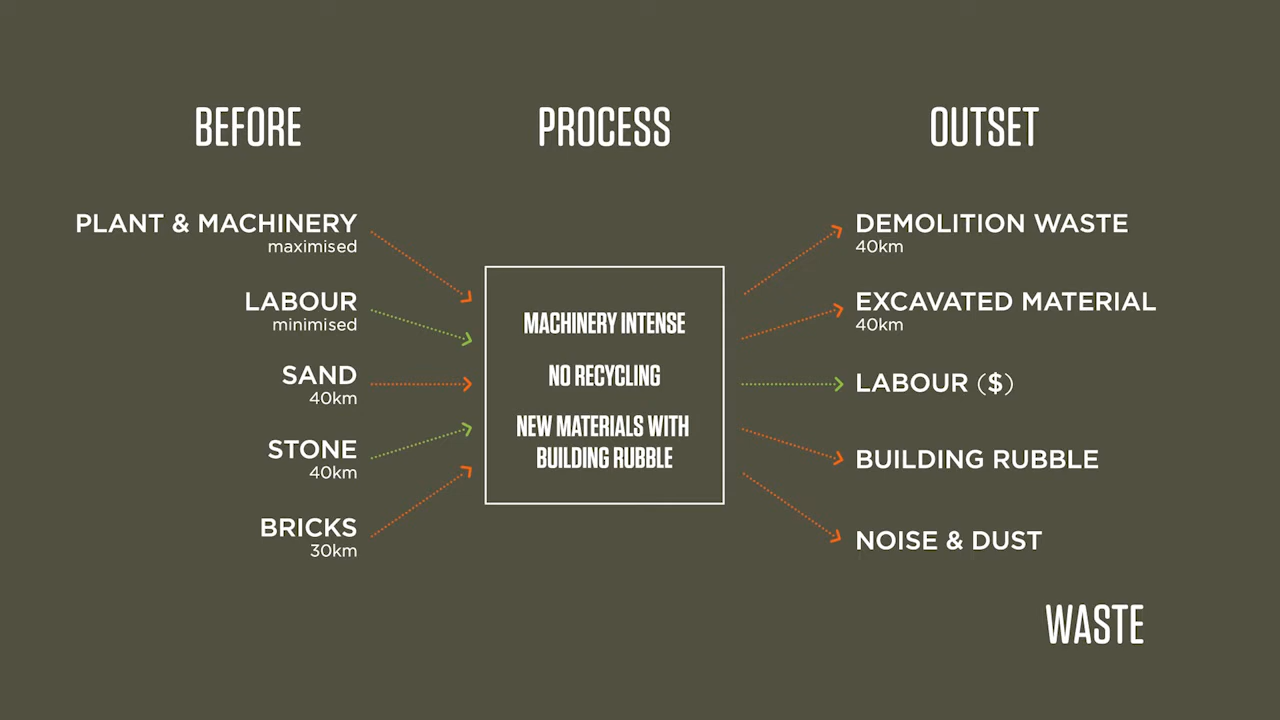 BEFORE
PROCESS
OUTSET
PLANT & MACHINERY
maximised
LABOUR
minimised
SAND
40km
STONE
40km
BRICKS
30km
MACHINERY INTENSE
NO RECYCLING
NEW MATERIALS WITH
BUILDING RUBBLE
DEMOLITION WASTE
40km
EXCAVATED MATERIAL
40km
LABOUR ($)
BUILDING RUBBLE
NOISE & DUST
WASTE